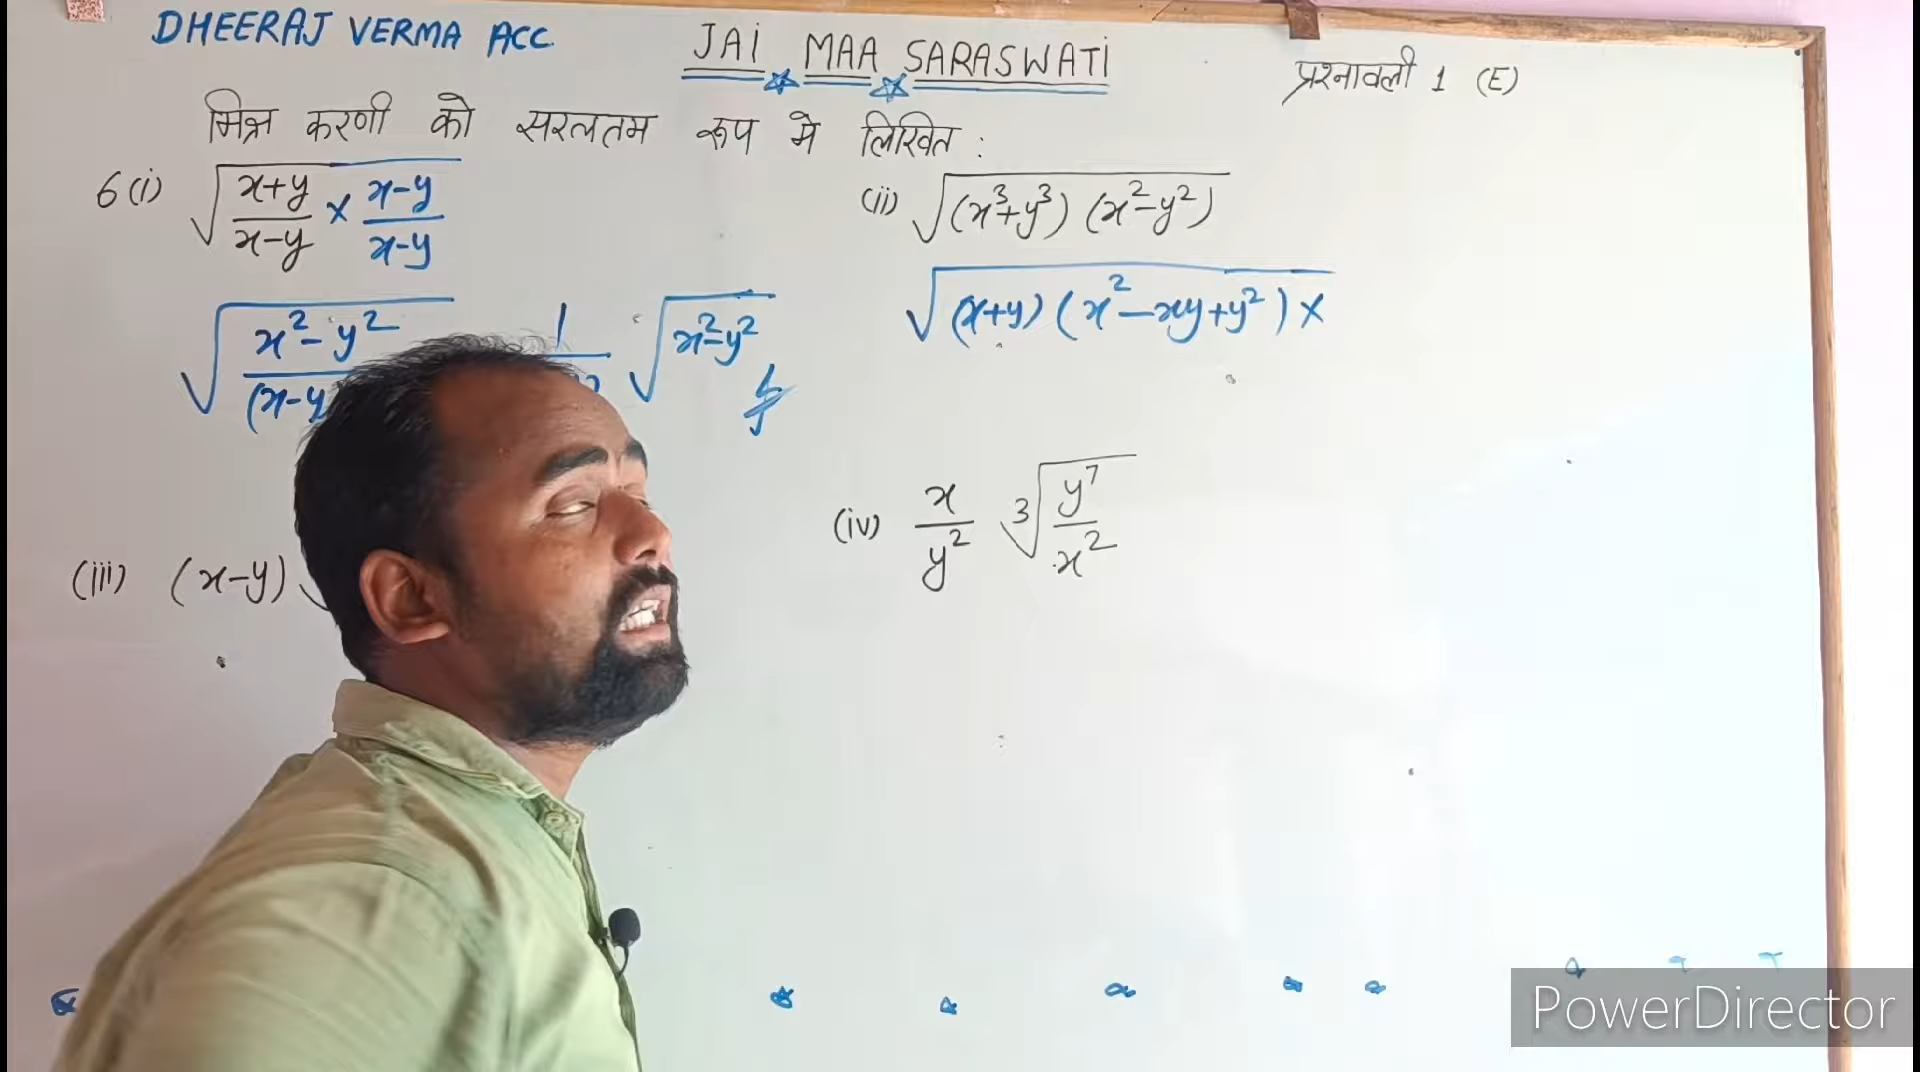 DHEERAJ VERMA ACC.
JAI MAA SARASWATI
प्रश्नावली 1 (E)
भिन्न करणी को सरलतम रूप मे लिखित :
6(i) √((x+y)/(x-y) × (x-y)/(x-y))
(ii) √((x³+y³)(x²-y²))
√((x²-y²)/(x-y
1
√(x²-y²)
√((x+y)(x²-xy+y²)×
(iii) (x-y)
(iv) x/y² ∛(y⁷/x²)
PowerDirector